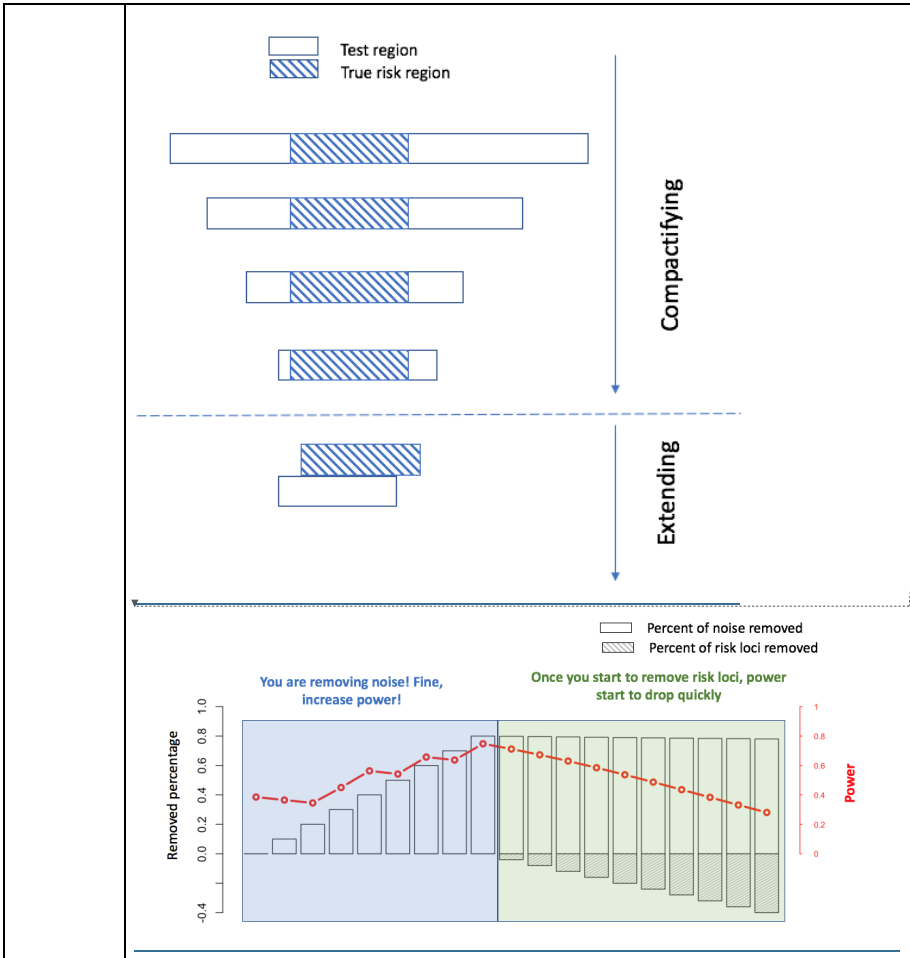 Test region
True risk region
Compactifying
Extending
Percent of noise removed
Percent of risk loci removed
You are removing noise! Fine,
increase power!
Once you start to remove risk loci, power
start to drop quickly
Removed percentage
1.0
0.8
0.6
0.4
0.2
0.0
-0.4
1
0.8
0.6
0.4
0.2
0
Power